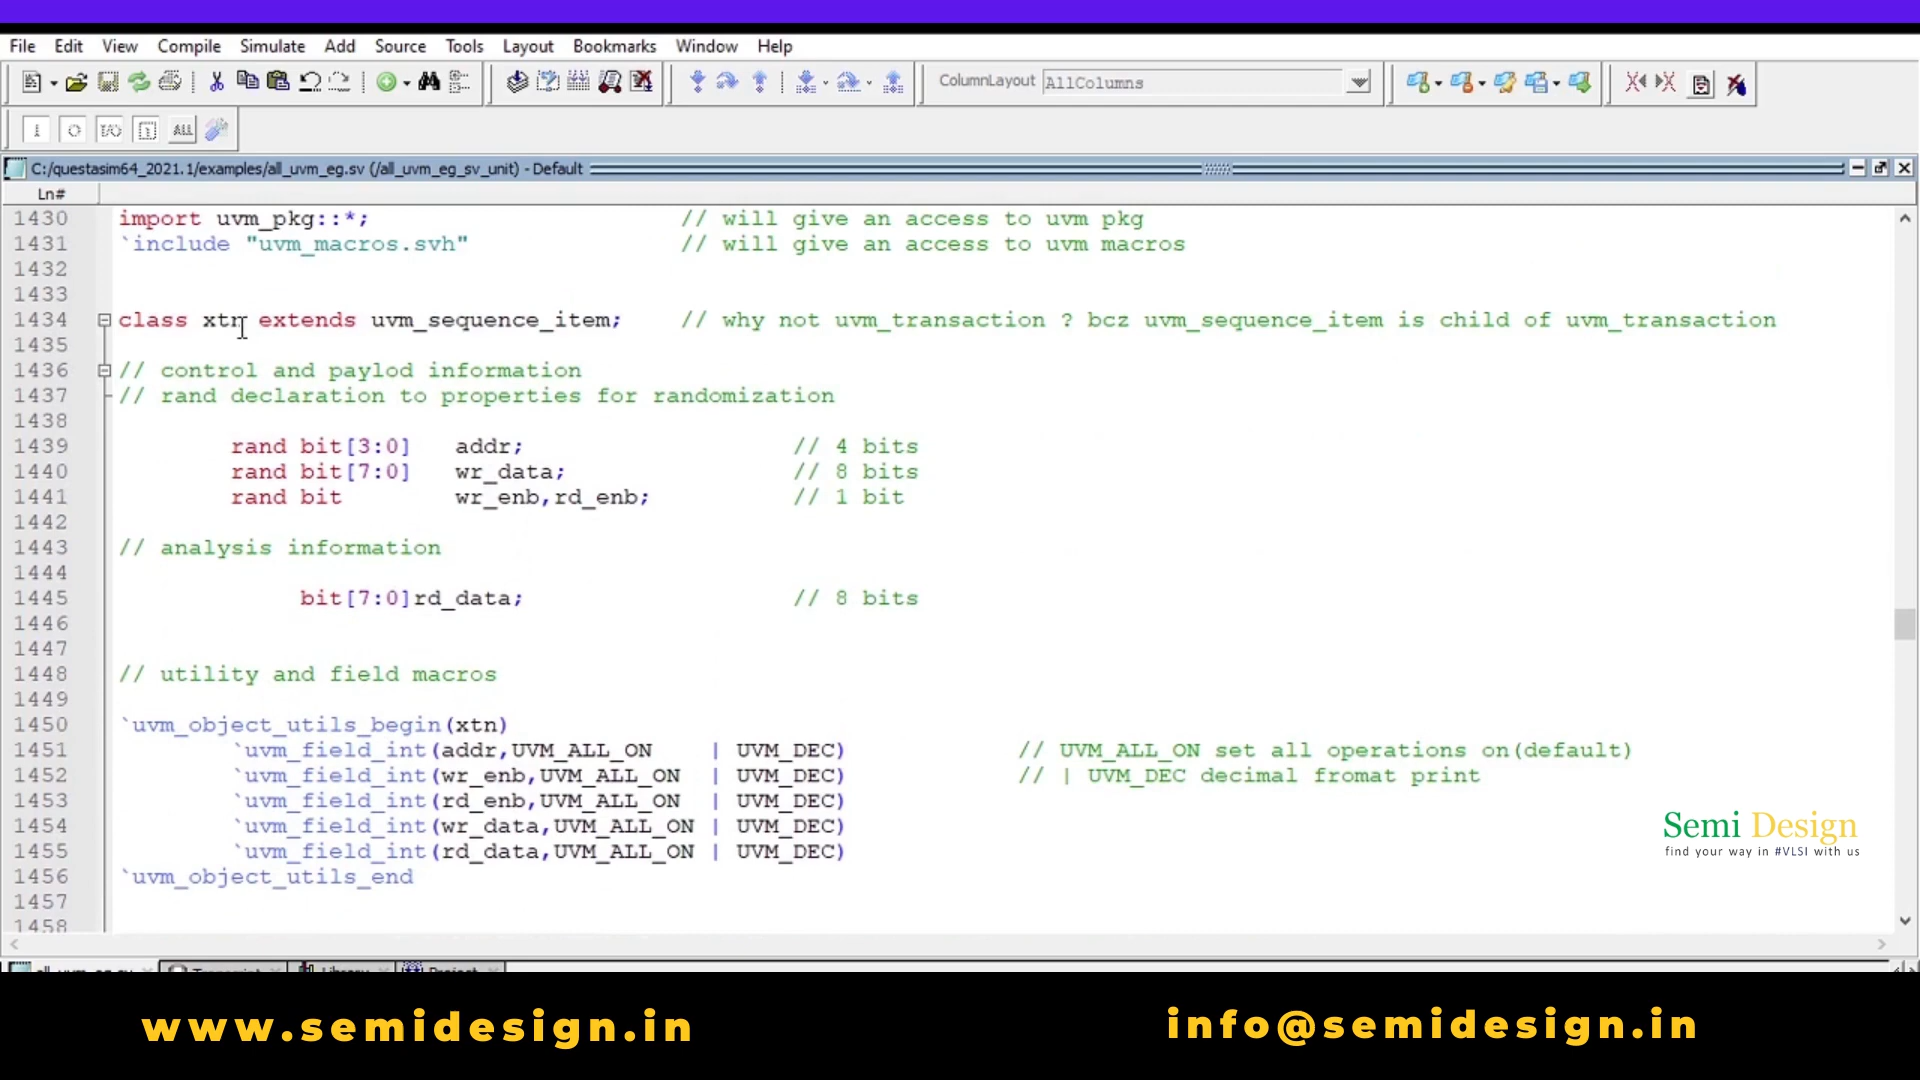 File Edit View Compile Simulate Add Source Tools Layout Bookmarks Window Help
ColumnLayout AllColumns
ALL
C:/questasim64_2021.1/examples/all_uvm_eg.sv (/all_uvm_eg_sv_unit) - Default
Ln#
1430 import uvm_pkg::*; // will give an access to uvm pkg
1431 `include "uvm_macros.svh" // will give an access to uvm macros
1432
1433
1434 class xtn extends uvm_sequence_item; // why not uvm_transaction ? bcz uvm_sequence_item is child of uvm_transaction
1435
1436 // control and paylod information
1437 // rand declaration to properties for randomization
1438
1439 rand bit[3:0] addr; // 4 bits
1440 rand bit[7:0] wr_data; // 8 bits
1441 rand bit wr_enb,rd_enb; // 1 bit
1442
1443 // analysis information
1444
1445 bit[7:0]rd_data; // 8 bits
1446
1447
1448 // utility and field macros
1449
1450 `uvm_object_utils_begin(xtn)
1451 `uvm_field_int(addr,UVM_ALL_ON | UVM_DEC) // UVM_ALL_ON set all operations on(default)
1452 `uvm_field_int(wr_enb,UVM_ALL_ON | UVM_DEC) // | UVM_DEC decimal fromat print
1453 `uvm_field_int(rd_enb,UVM_ALL_ON | UVM_DEC)
1454 `uvm_field_int(wr_data,UVM_ALL_ON | UVM_DEC)
1455 `uvm_field_int(rd_data,UVM_ALL_ON | UVM_DEC)
1456 `uvm_object_utils_end
1457
1458
Semi Design
find your way in #VLSI with us
www.semidesign.in
info@semidesign.in